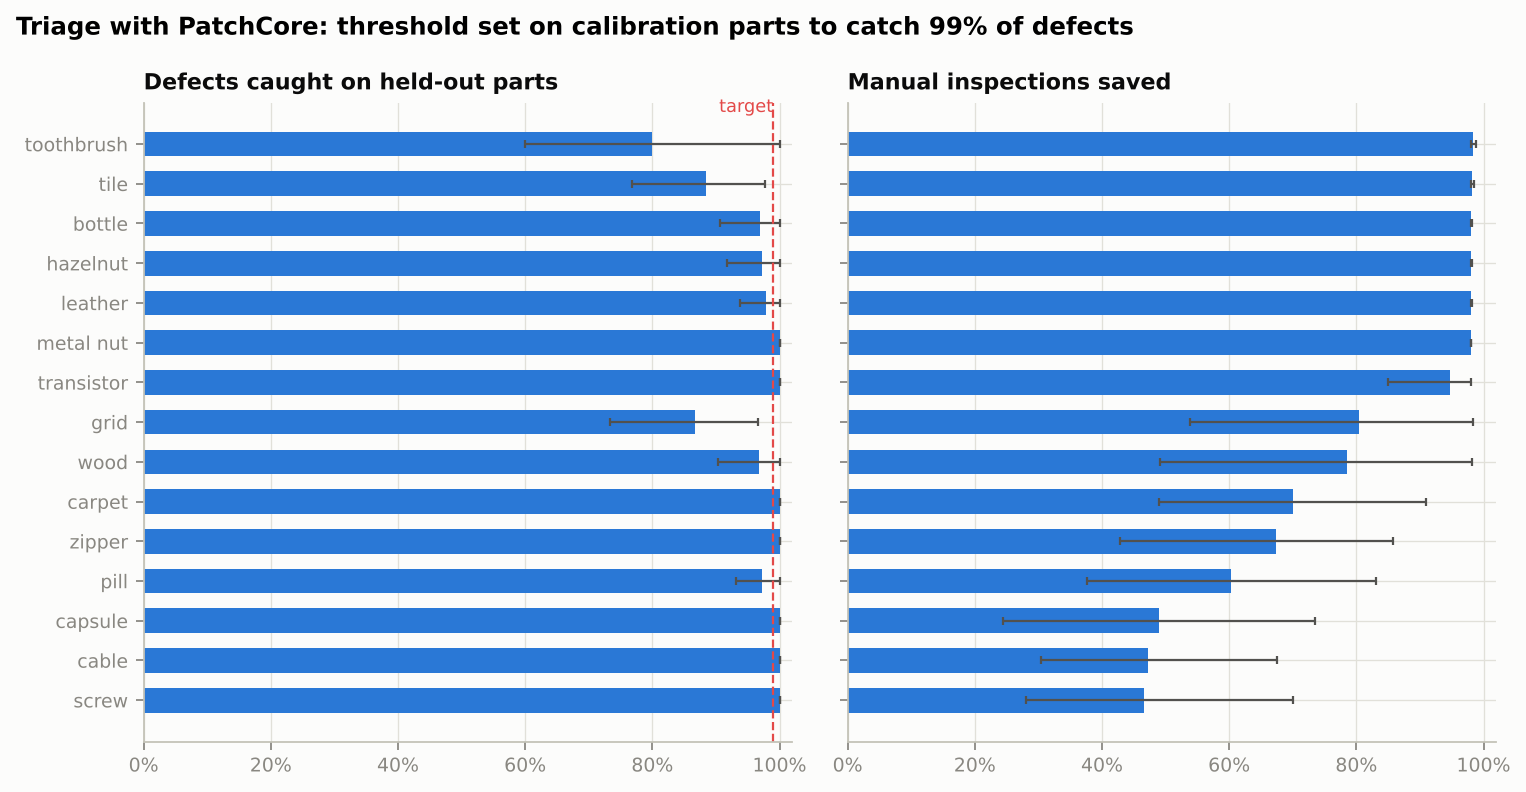 Triage with PatchCore: threshold set on calibration parts to catch 99% of defects
Defects caught on held-out parts
Manual inspections saved
target
toothbrush
tile
bottle
hazelnut
leather
metal nut
transistor
grid
wood
carpet
zipper
pill
capsule
cable
screw
0% 20% 40% 60% 80% 100%
0% 20% 40% 60% 80% 100%